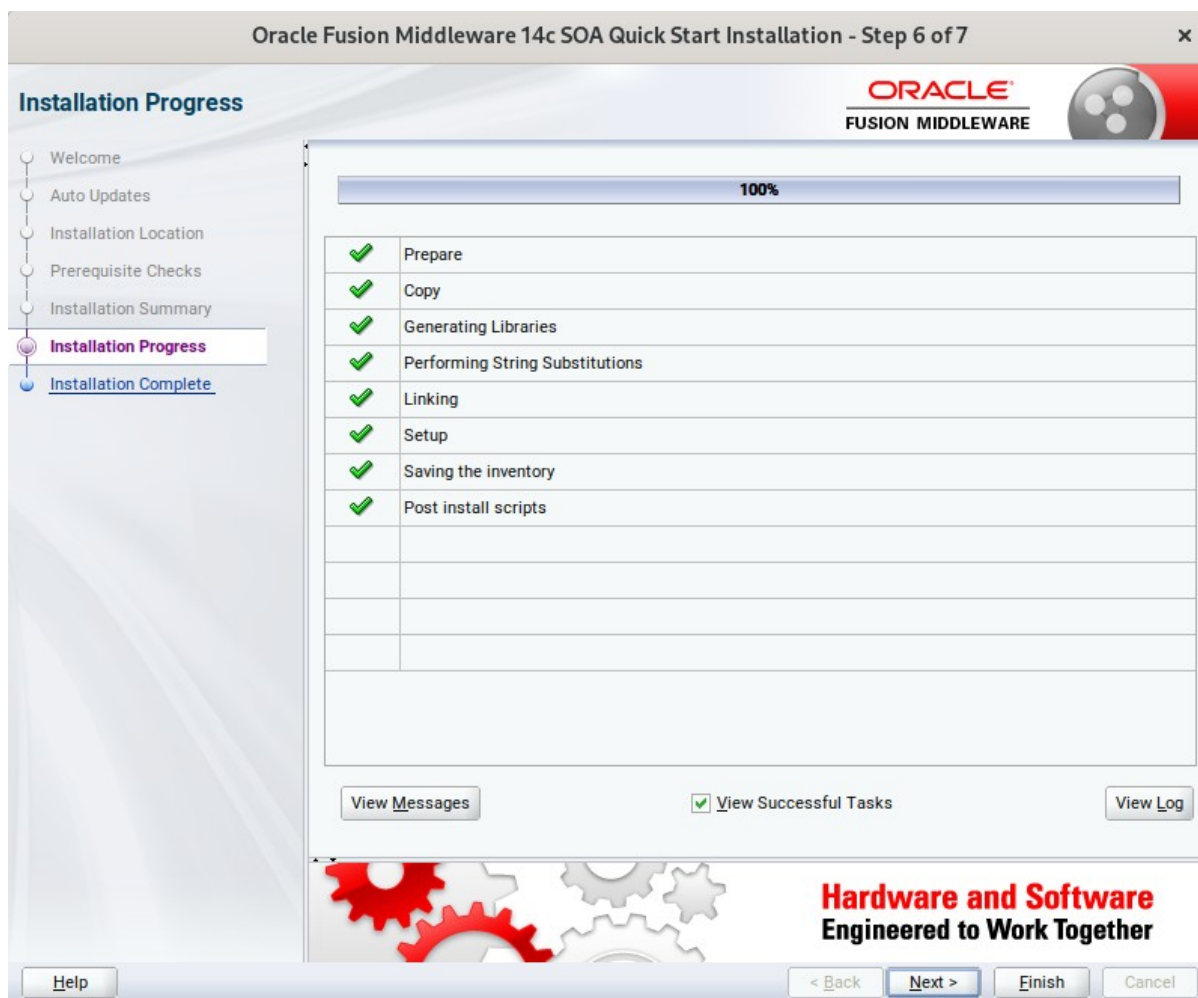 Oracle Fusion Middleware 14c SOA Quick Start Installation - Step 6 of 7
Installation Progress
ORACLE
FUSION MIDDLEWARE
Welcome
Auto Updates
Installation Location
Prerequisite Checks
Installation Summary
Installation Progress
Installation Complete
100%
Prepare
Copy
Generating Libraries
Performing String Substitutions
Linking
Setup
Saving the inventory
Post install scripts
View Messages
View Successful Tasks
View Log
Hardware and Software
Engineered to Work Together
Help
< Back
Next >
Finish
Cancel